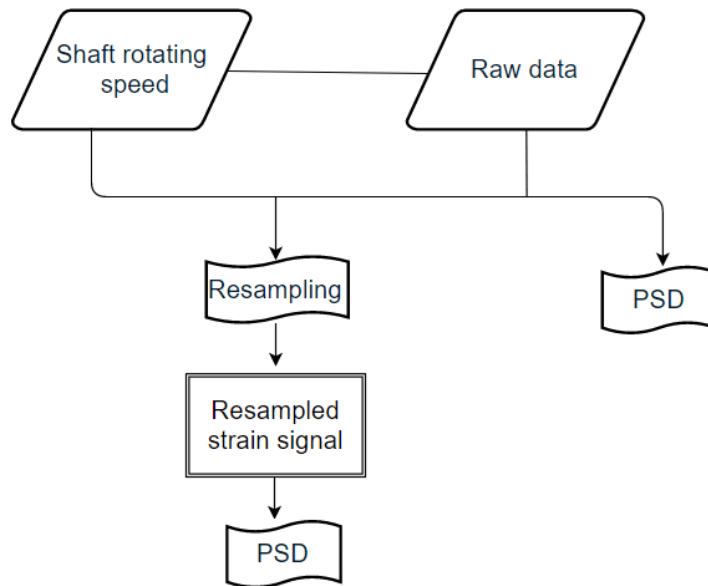 Shaft rotating
speed
Raw data
Resampling
PSD
Resampled
strain signal
PSD